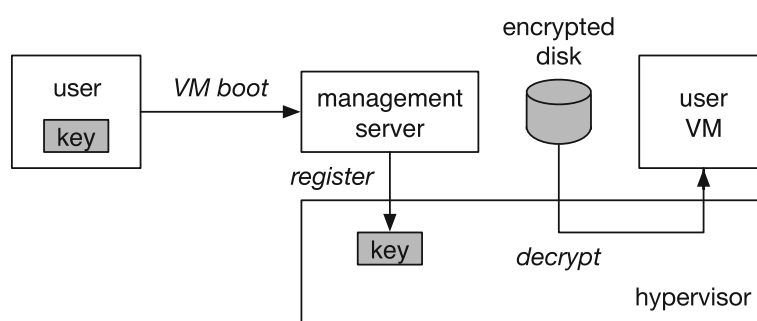 user
key
VM boot
management
server
encrypted
disk
user
VM
register
key
decrypt
hypervisor